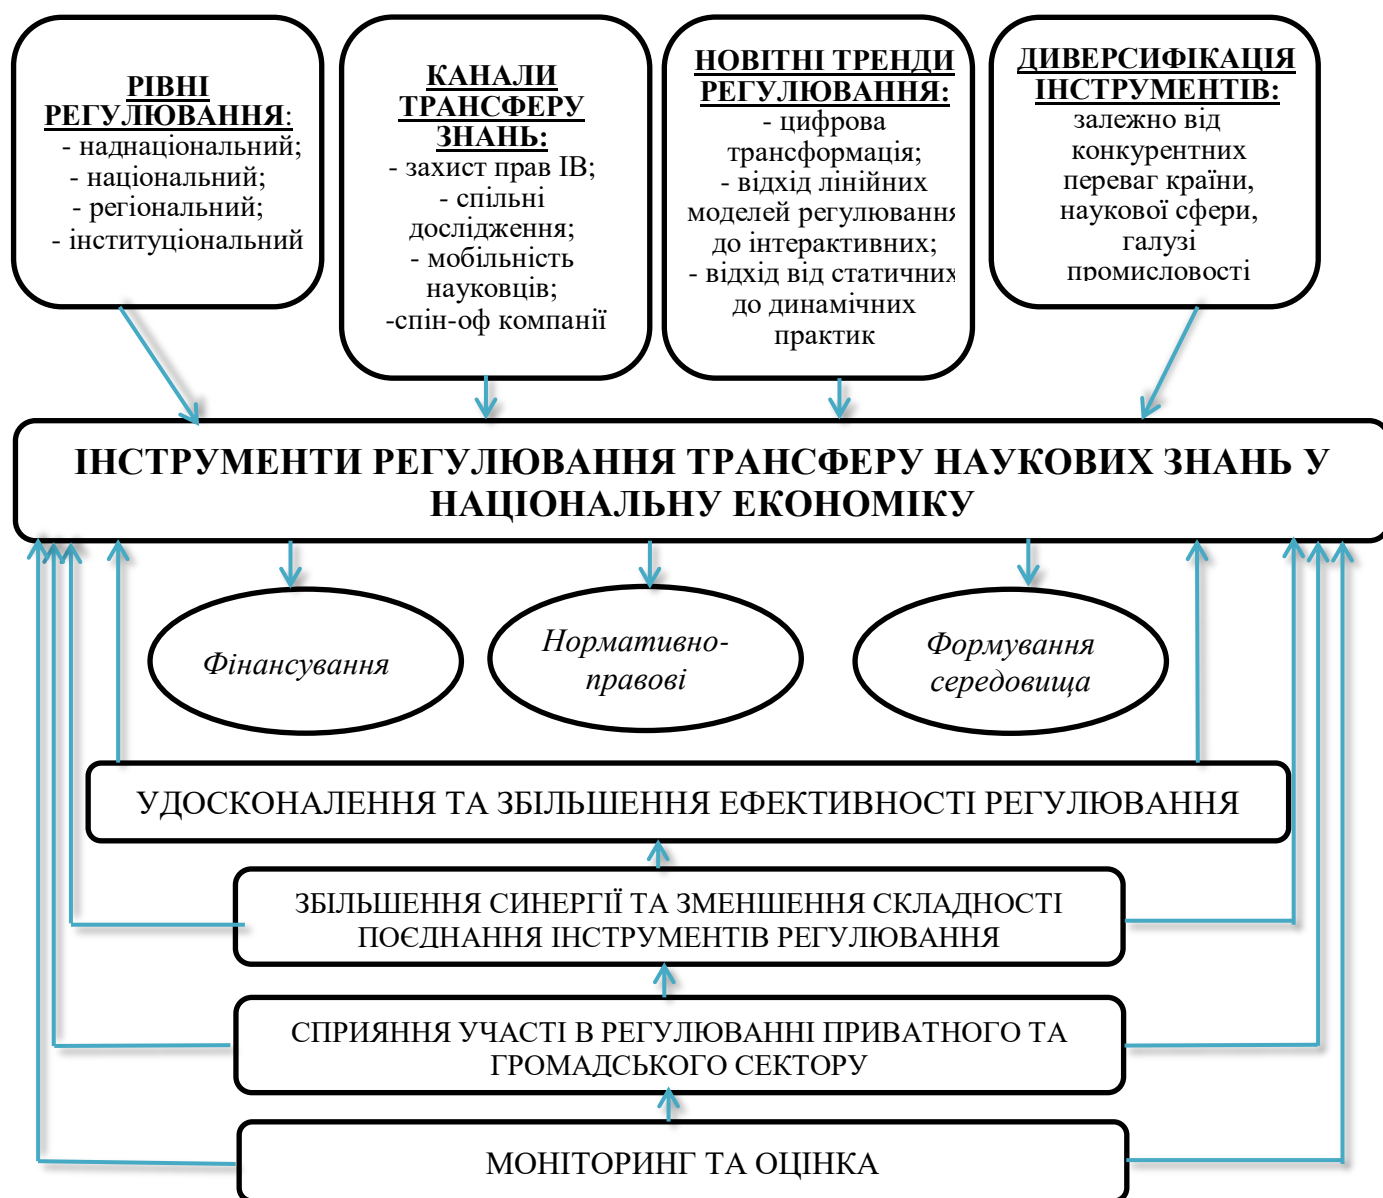 РІВНІ
РЕГУЛЮВАННЯ:
- наднаціональний;
- національний;
- регіональний;
- інституціональний
КАНАЛИ
ТРАНСФЕРУ
ЗНАНЬ:
- захист прав ІВ;
- спільні
дослідження;
- мобільність
науковців;
-спін-оф компанії
НОВІТНІ ТРЕНДИ
РЕГУЛЮВАННЯ:
- цифрова
трансформація;
- відхід лінійних
моделей регулювання
до інтерактивних;
- відхід від статичних
до динамічних
практик
ДИВЕРСИФІКАЦІЯ
ІНСТРУМЕНТІВ:
залежно від
конкурентних
переваг країни,
наукової сфери,
галузі
промисловості
ІНСТРУМЕНТИ РЕГУЛЮВАННЯ ТРАНСФЕРУ НАУКОВИХ ЗНАНЬ У
НАЦІОНАЛЬНУ ЕКОНОМІКУ
Фінансування
Нормативно-
правові
Формування
середовища
УДОСКОНАЛЕННЯ ТА ЗБІЛЬШЕННЯ ЕФЕКТИВНОСТІ РЕГУЛЮВАННЯ
ЗБІЛЬШЕННЯ СИНЕРГІЇ ТА ЗМЕНШЕННЯ СКЛАДНОСТІ
ПОЄДНАННЯ ІНСТРУМЕНТІВ РЕГУЛЮВАННЯ
СПРИЯННЯ УЧАСТІ В РЕГУЛЮВАННІ ПРИВАТНОГО ТА
ГРОМАДСЬКОГО СЕКТОРУ
МОНІТОРИНГ ТА ОЦІНКА